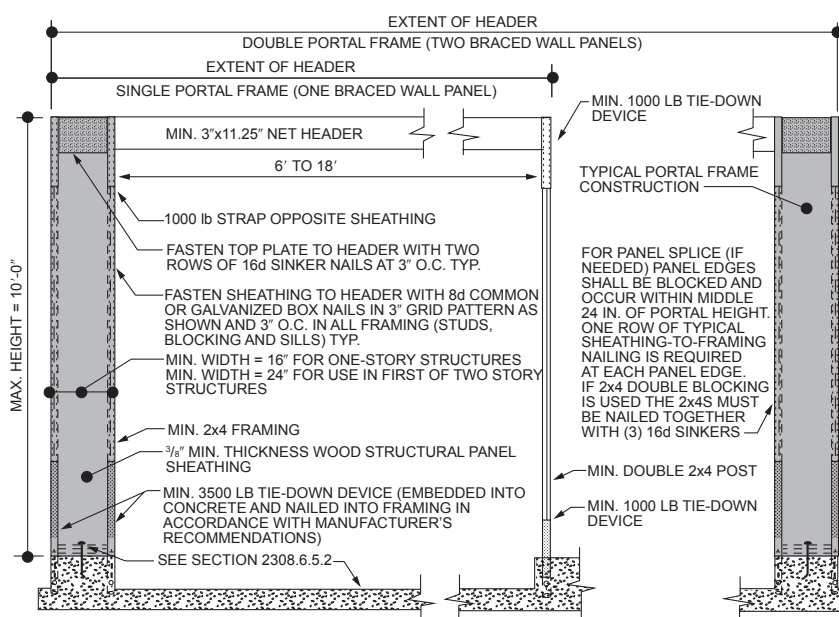 EXTENT OF HEADER
DOUBLE PORTAL FRAME (TWO BRACED WALL PANELS)
EXTENT OF HEADER
SINGLE PORTAL FRAME (ONE BRACED WALL PANEL)
MIN. 3″x11.25″ NET HEADER
6′ TO 18′
MIN. 1000 LB TIE-DOWN
DEVICE
TYPICAL PORTAL FRAME
CONSTRUCTION
MAX. HEIGHT = 10′-0″
1000 lb STRAP OPPOSITE SHEATHING
FASTEN TOP PLATE TO HEADER WITH TWO
ROWS OF 16d SINKER NAILS AT 3″ O.C. TYP.
FASTEN SHEATHING TO HEADER WITH 8d COMMON
OR GALVANIZED BOX NAILS IN 3″ GRID PATTERN AS
SHOWN AND 3″ O.C. IN ALL FRAMING (STUDS,
BLOCKING AND SILLS) TYP.
MIN. WIDTH = 16″ FOR ONE-STORY STRUCTURES
MIN. WIDTH = 24″ FOR USE IN FIRST OF TWO STORY
STRUCTURES
FOR PANEL SPLICE (IF
NEEDED) PANEL EDGES
SHALL BE BLOCKED AND
OCCUR WITHIN MIDDLE
24 IN. OF PORTAL HEIGHT.
ONE ROW OF TYPICAL
SHEATHING-TO-FRAMING
NAILING IS REQUIRED
AT EACH PANEL EDGE.
IF 2x4 DOUBLE BLOCKING
IS USED THE 2x4S MUST
BE NAILED TOGETHER
WITH (3) 16d SINKERS
MIN. 2x4 FRAMING
3/8″ MIN. THICKNESS WOOD STRUCTURAL PANEL
SHEATHING
MIN. 3500 LB TIE-DOWN DEVICE (EMBEDDED INTO
CONCRETE AND NAILED INTO FRAMING IN
ACCORDANCE WITH MANUFACTURER'S
RECOMMENDATIONS)
MIN. DOUBLE 2x4 POST
MIN. 1000 LB TIE-DOWN
DEVICE
SEE SECTION 2308.6.5.2